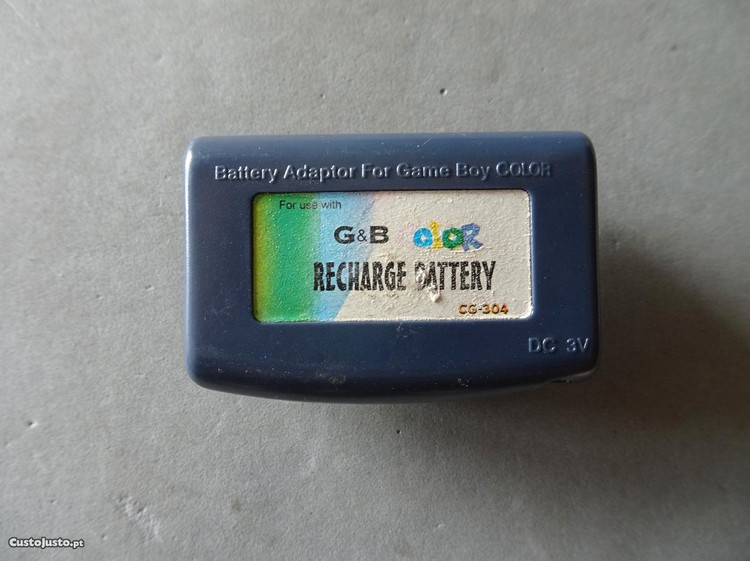 Battery Adaptor For Game Boy COLOR
For use with
G&B COLOR
RECHARGE BATTERY
CG-304
DC 3V
CustoJusto.pt